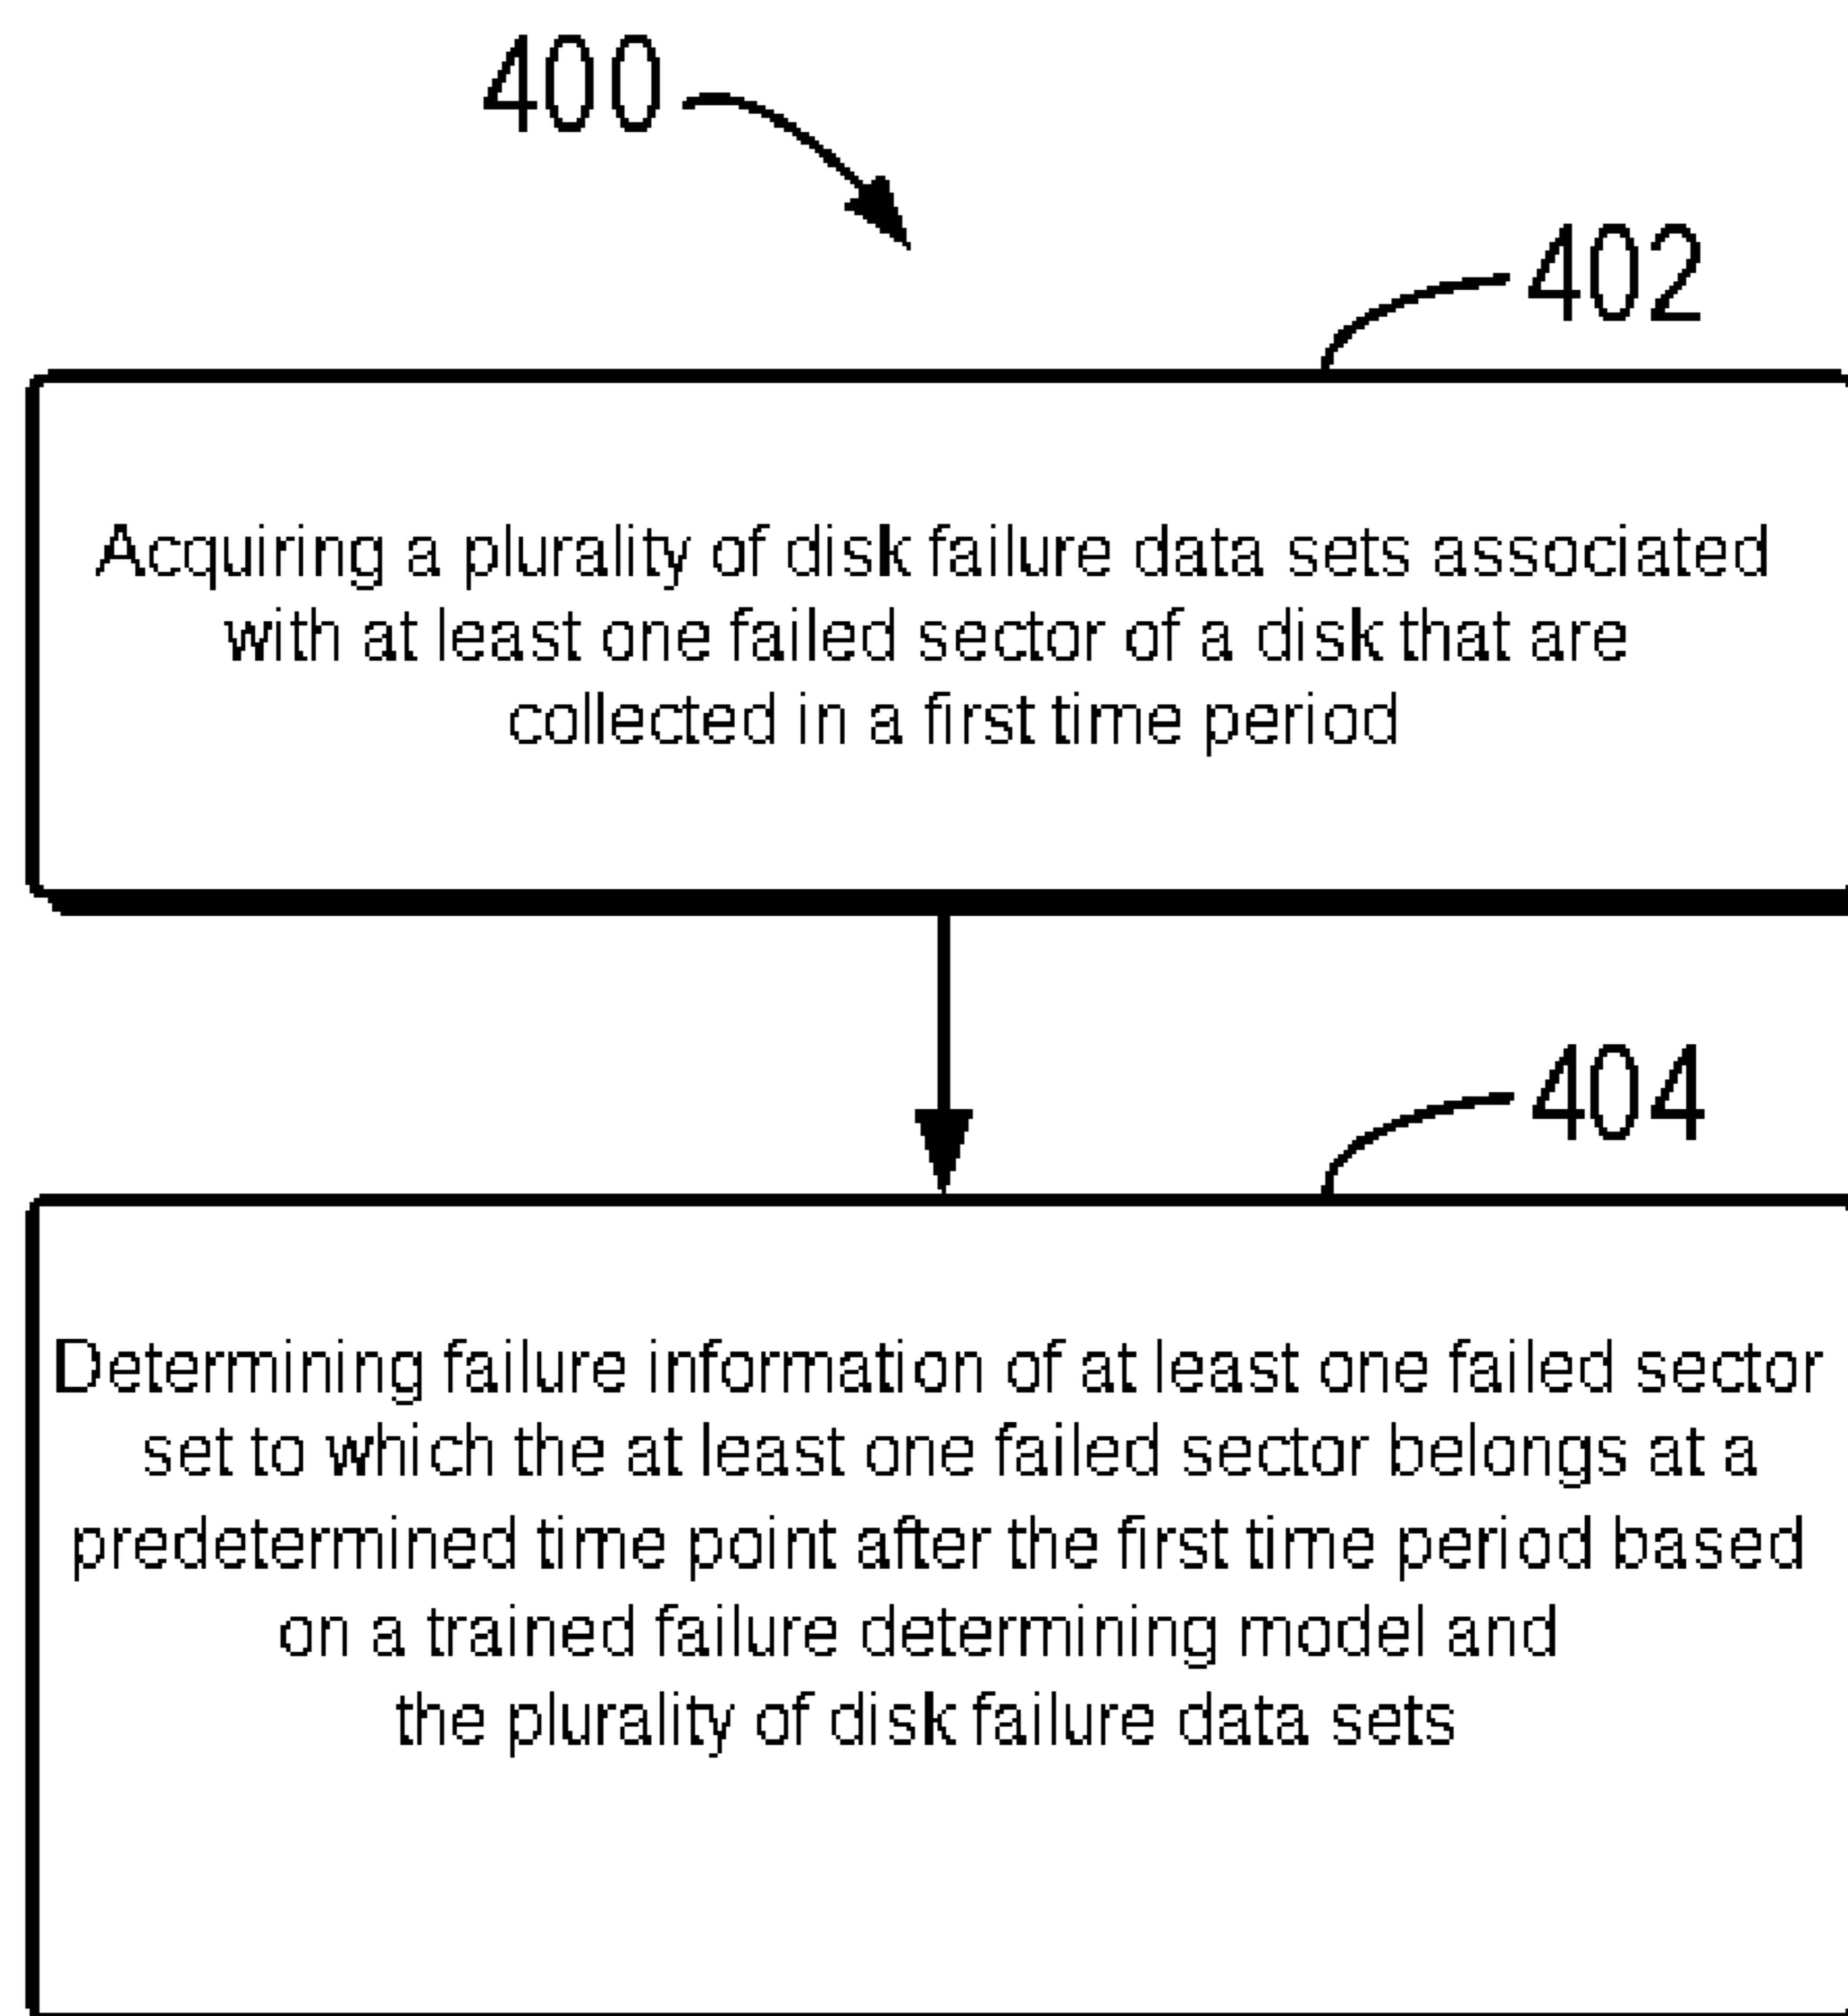 400
402
Acquiring a plurality of disk failure data sets associated
with at least one failed sector of a disk that are
collected in a first time period
404
Determining failure information of at least one failed sector
set to which the at least one failed sector belongs at a
predetermined time point after the first time period based
on a trained failure determining model and
the plurality of disk failure data sets